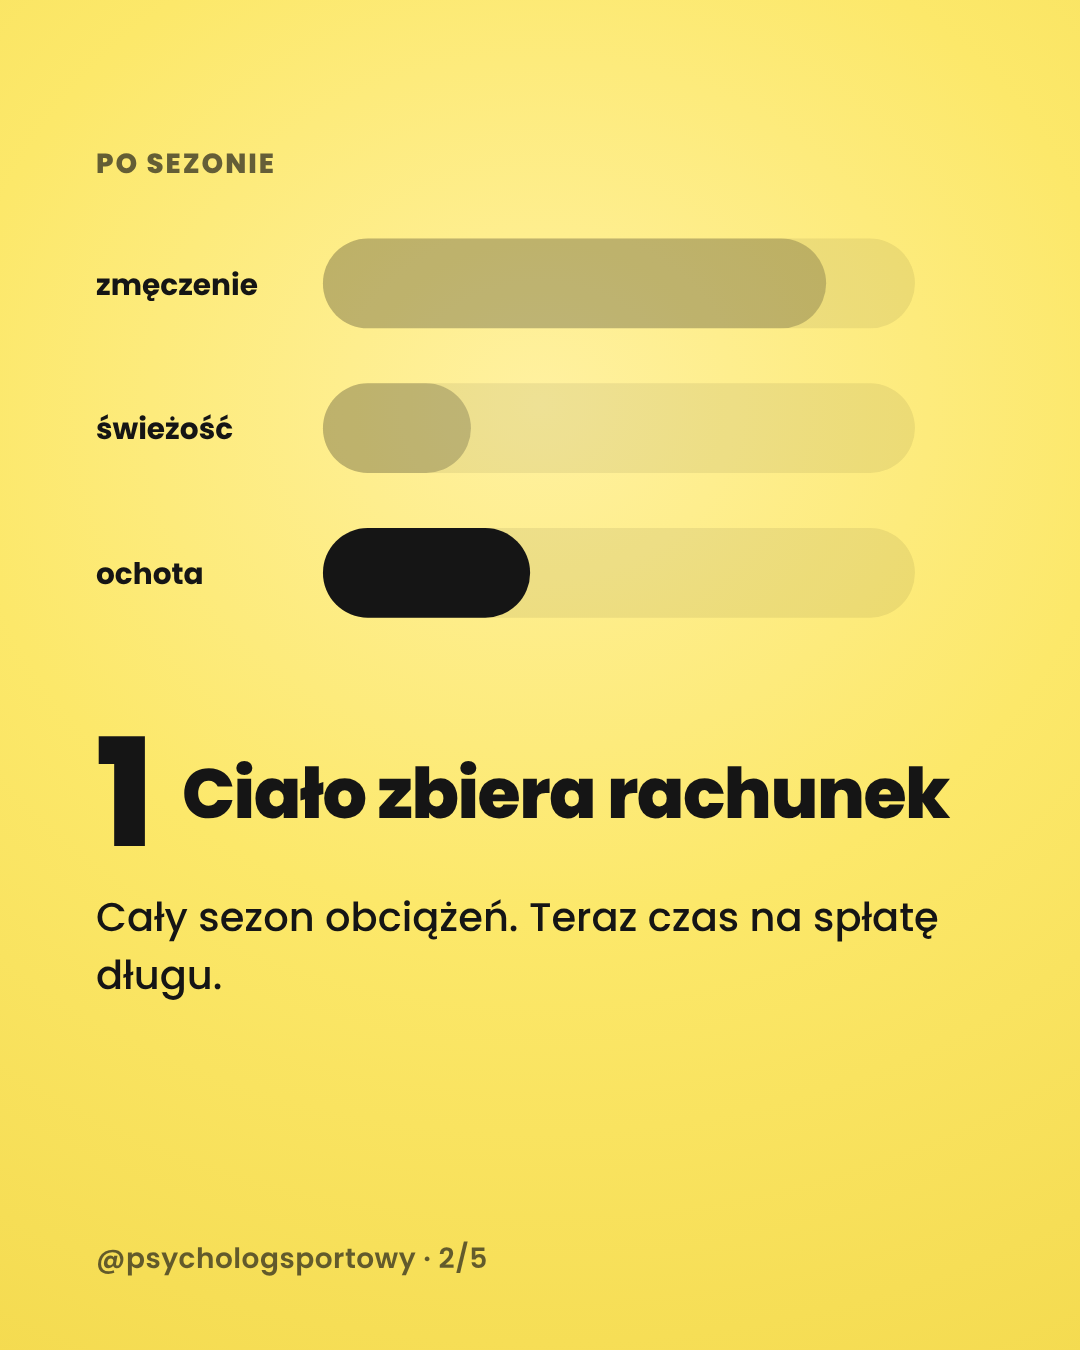 PO SEZONIE
zmęczenie
świeżość
ochota
1 Ciało zbiera rachunek
Cały sezon obciążeń. Teraz czas na spłatę
długu.
@psychologsportowy · 2/5